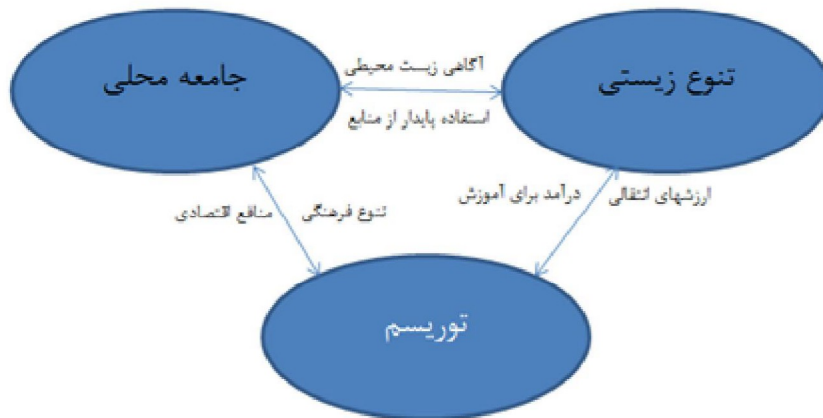 تنوع زیستی
جامعه محلی
آگاهی زیست محیطی
استفاده پایدار از منابع
ارزشهای انتقالی
درآمد برای آموزش
تنوع فرهنگی
منافع اقتصادی
توریسم